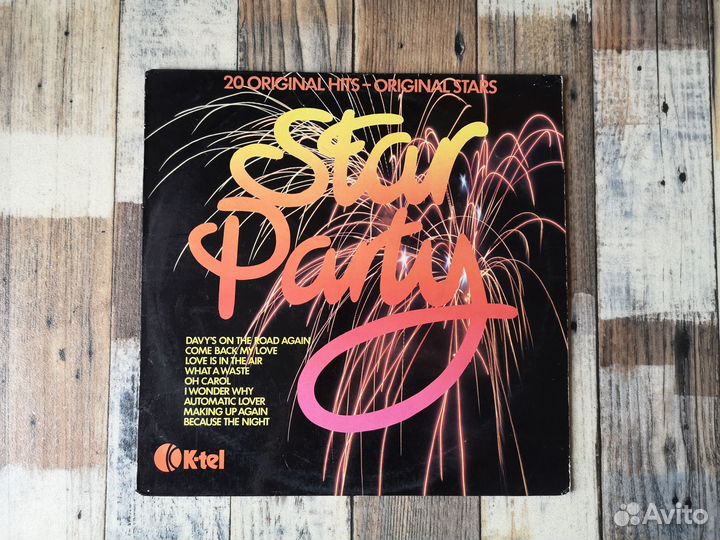 20 ORIGINAL HITS – ORIGINAL STARS
Star
Party
DAVY'S ON THE ROAD AGAIN
COME BACK MY LOVE
LOVE IS IN THE AIR
WHAT A WASTE
OH CAROL
I WONDER WHY
AUTOMATIC LOVER
MAKING UP AGAIN
BECAUSE THE NIGHT
K-tel
Avito